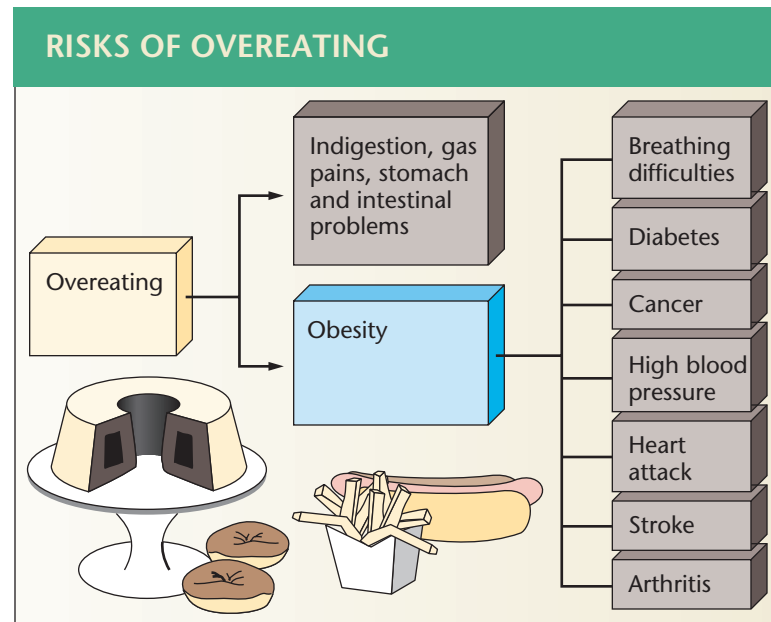 RISKS OF OVEREATING
Overeating
Indigestion, gas
pains, stomach
and intestinal
problems
Obesity
Breathing
difficulties
Diabetes
Cancer
High blood
pressure
Heart
attack
Stroke
Arthritis